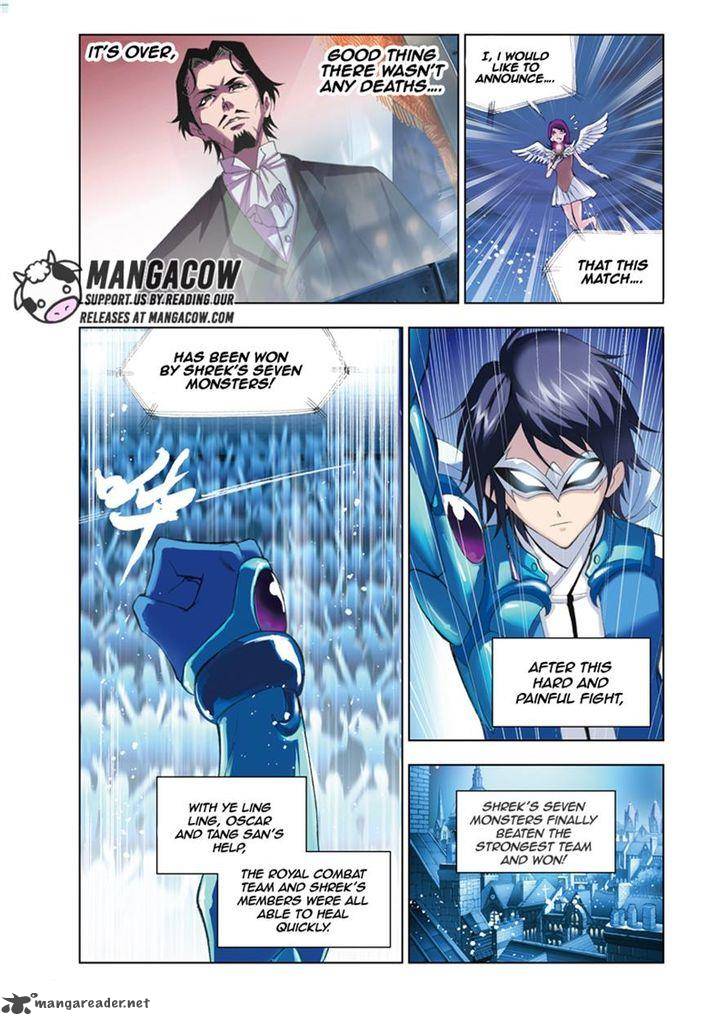 IT'S OVER,
GOOD THING
THERE WASN'T
ANY DEATHS....
I, I WOULD
LIKE TO
ANNOUNCE....
THAT THIS
MATCH....
MANGACOW
SUPPORT US BY READING OUR
RELEASES AT MANGACOW.COM
HAS BEEN WON
BY SHREK'S SEVEN
MONSTERS!
哗
AFTER THIS
HARD AND
PAINFUL FIGHT,
WITH YE LING
LING, OSCAR
AND TANG SAN'S
HELP,
THE ROYAL COMBAT
TEAM AND SHREK'S
MEMBERS WERE ALL
ABLE TO HEAL
QUICKLY.
SHREK'S SEVEN
MONSTERS FINALLY
BEATEN THE
STRONGEST TEAM
AND WON!
mangareader.net